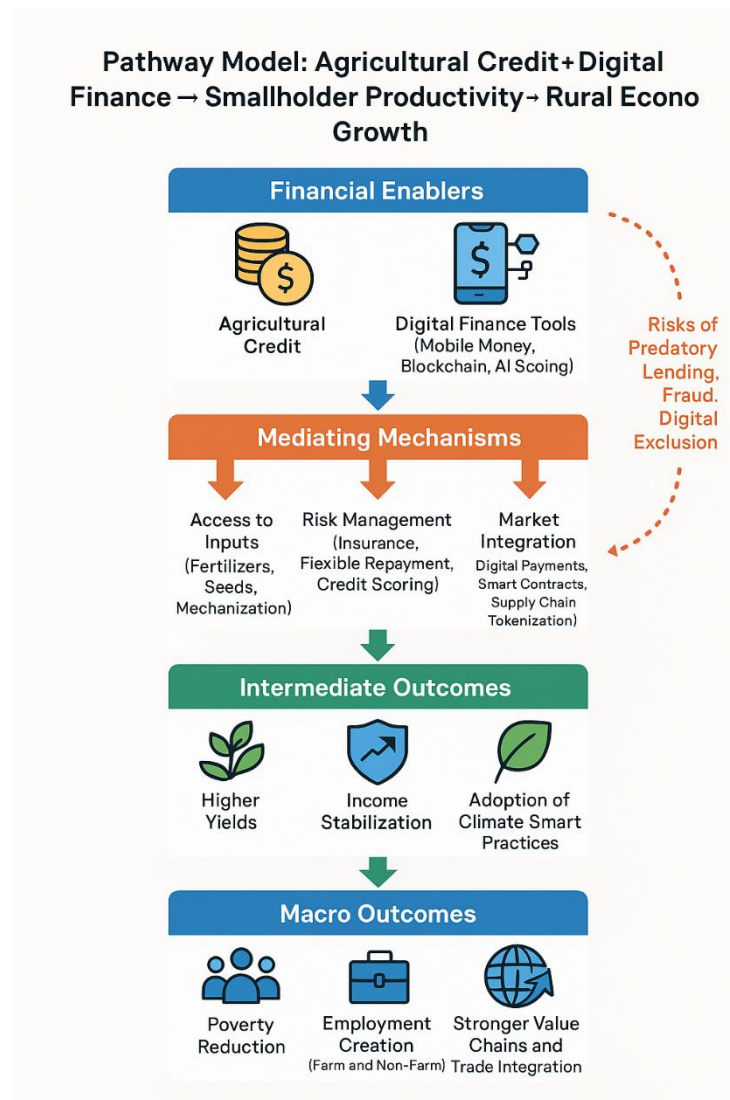 Pathway Model: Agricultural Credit+Digital
Finance → Smallholder Productivity→ Rural Econo
Growth
Financial Enablers
$
$
Agricultural
Credit
Digital Finance Tools
(Mobile Money,
Blockchain, AI Scoing)
Risks of
Predatory
Lending,
Fraud.
Digital
Exclusion
Mediating Mechanisms
Access to
Inputs
(Fertilizers,
Seeds,
Mechanization)
Risk Management
(Insurance,
Flexible Repayment,
Credit Scoring)
Market
Integration
Digital Payments,
Smart Contracts,
Supply Chain
Tokenization)
Intermediate Outcomes
Higher
Yields
Income
Stabilization
Adoption of
Climate Smart
Practices
Macro Outcomes
Poverty
Reduction
Employment
Creation
(Farm and Non-Farm)
Stronger Value
Chains and
Trade Integration